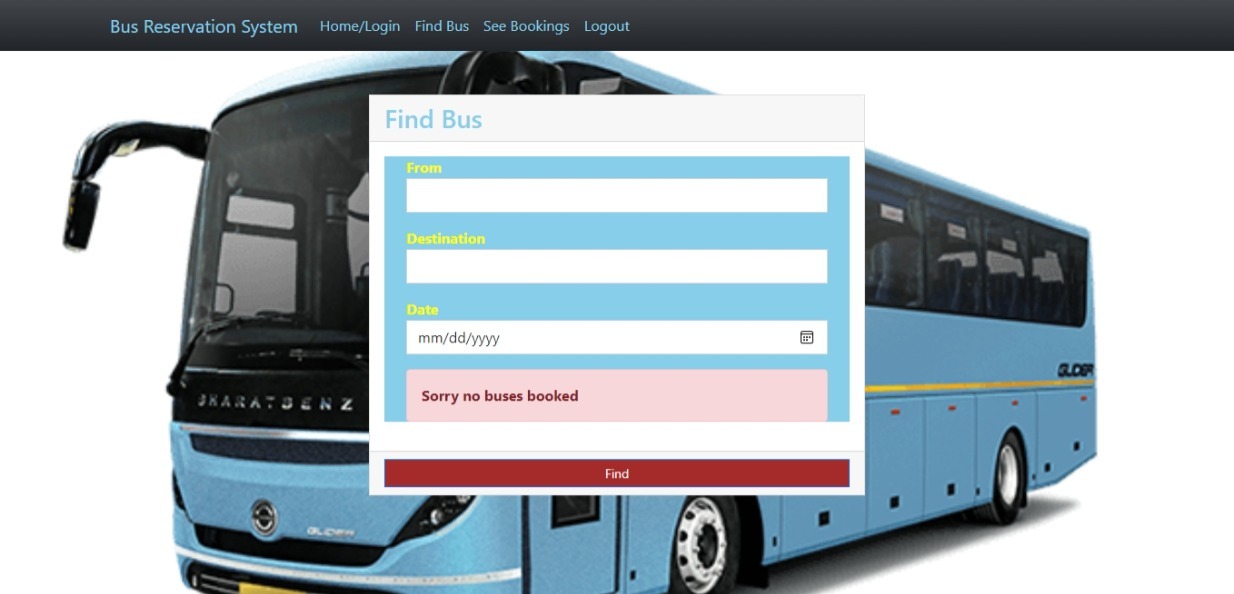 Bus Reservation System Home/Login Find Bus See Bookings Logout
Find Bus
From
Destination
Date
mm/dd/yyyy
Sorry no buses booked
Find
BHARATBENZ
GLIDER
GLIDER